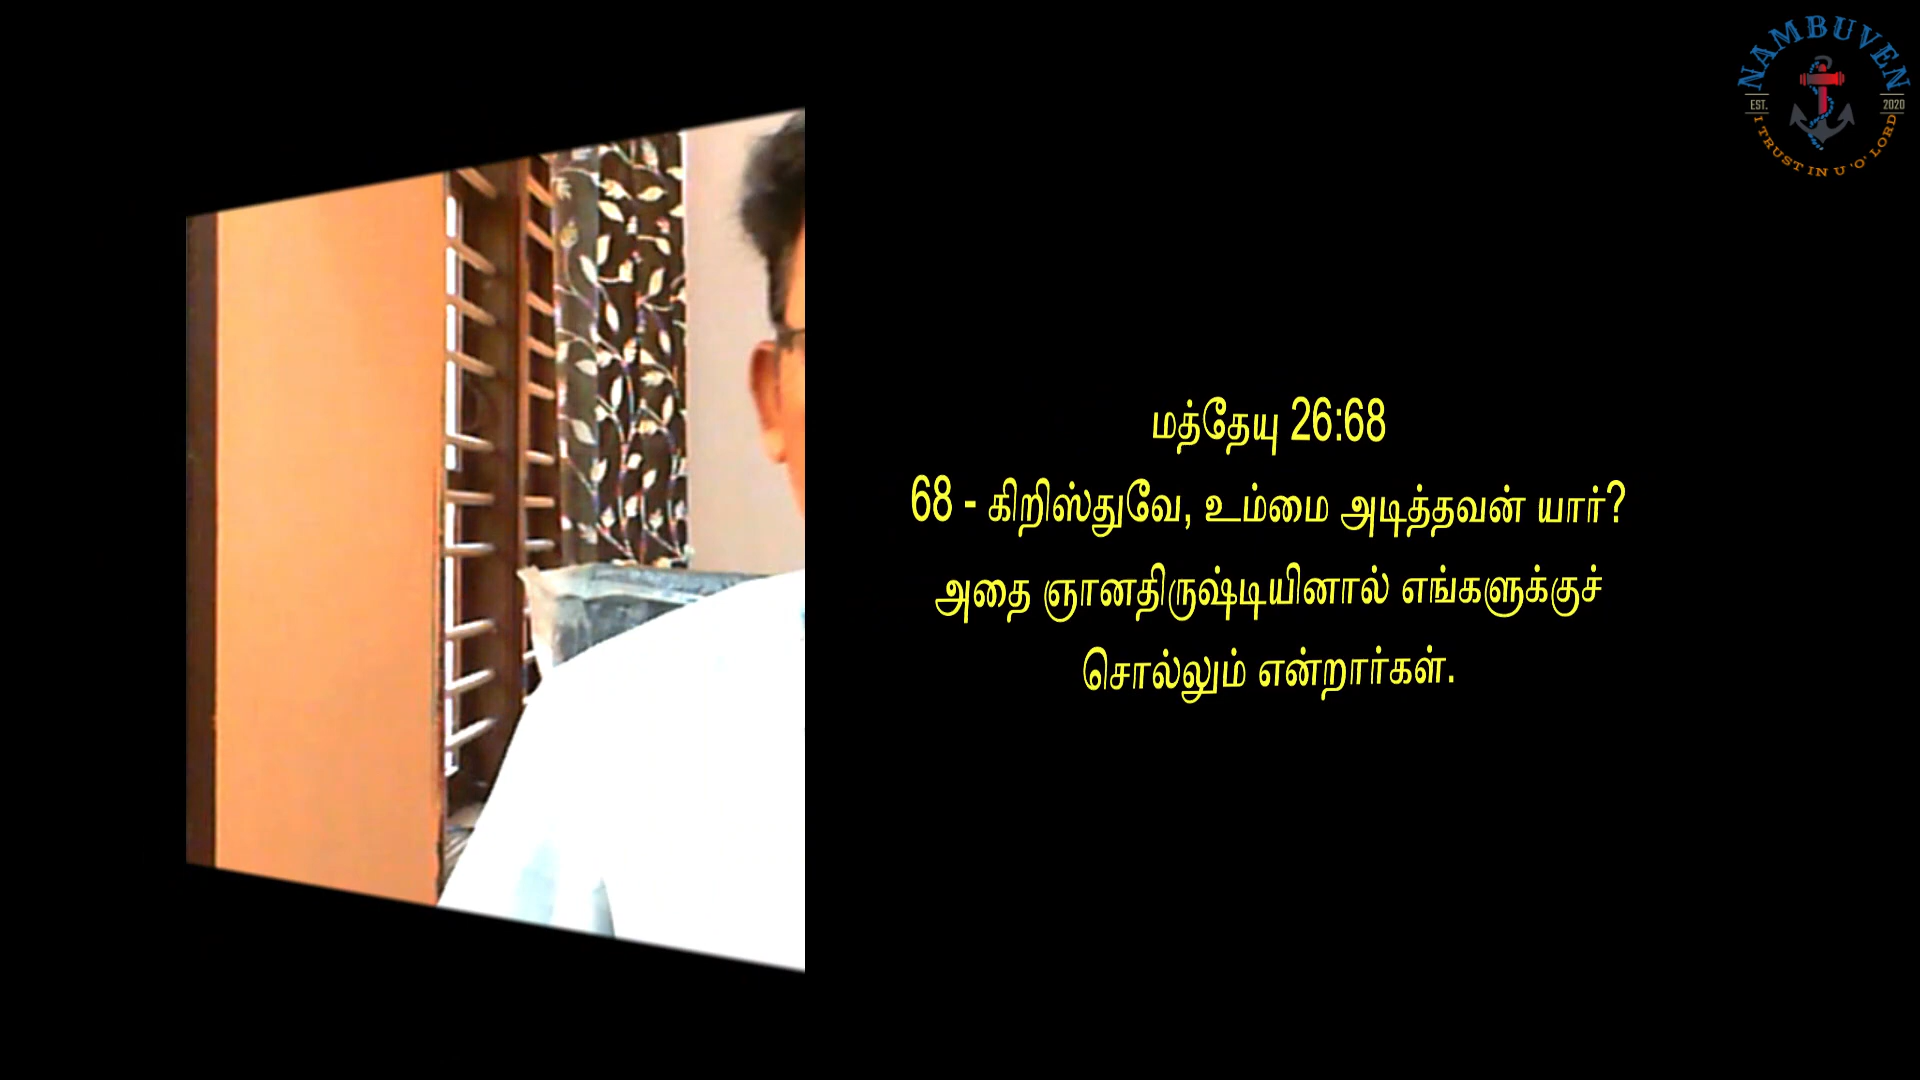 NAMBUVEN
EST. 2020
I TRUST IN U 'O' LORD
மத்தேயு 26:68
68 - கிறிஸ்துவே, உம்மை அடித்தவன் யார்?
அதை ஞானதிருஷ்டியினால் எங்களுக்குச்
சொல்லும் என்றார்கள்.